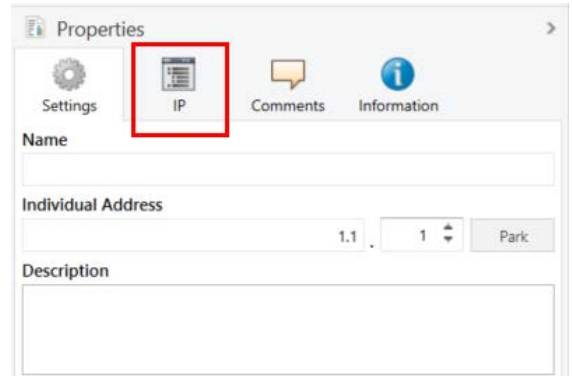 Properties
Settings IP Comments Information
Name
Individual Address
1.1 . 1 Park
Description